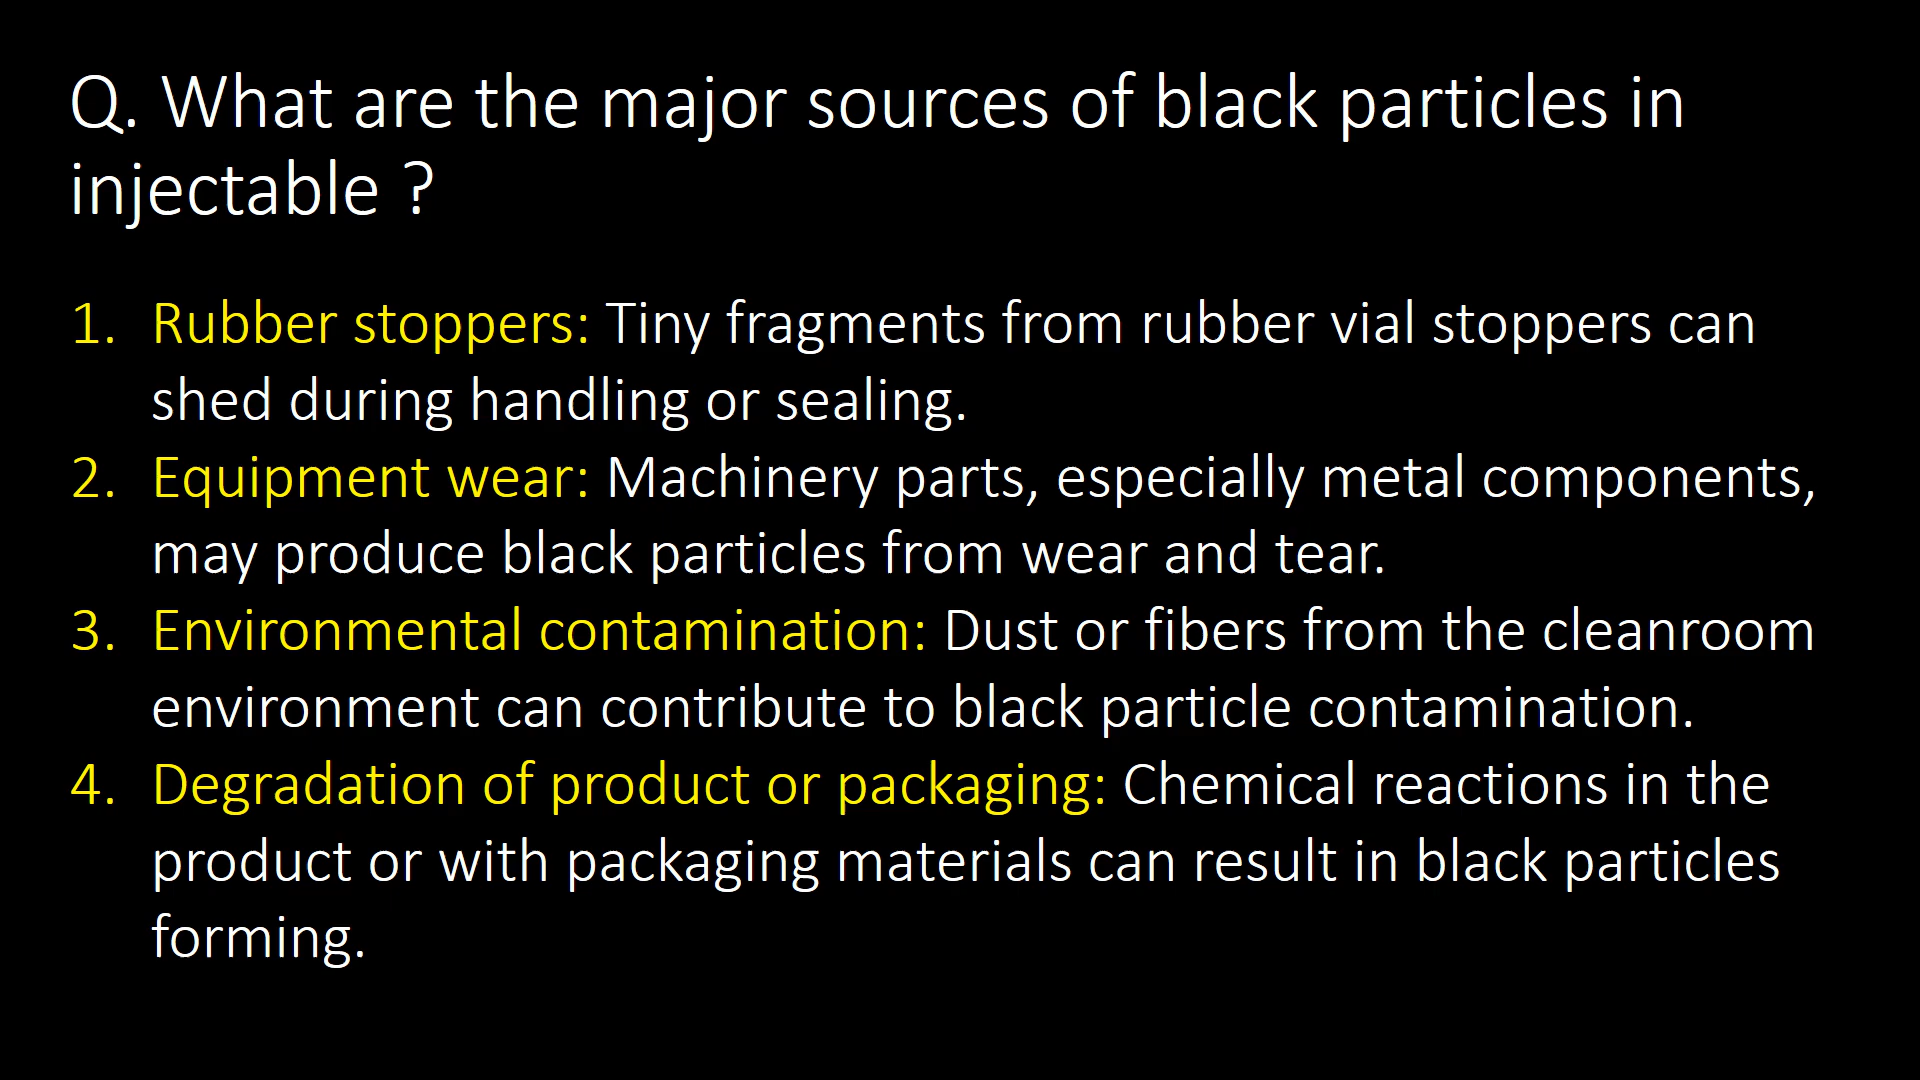 Q. What are the major sources of black particles in
injectable ?
1. Rubber stoppers: Tiny fragments from rubber vial stoppers can
shed during handling or sealing.
2. Equipment wear: Machinery parts, especially metal components,
may produce black particles from wear and tear.
3. Environmental contamination: Dust or fibers from the cleanroom
environment can contribute to black particle contamination.
4. Degradation of product or packaging: Chemical reactions in the
product or with packaging materials can result in black particles
forming.